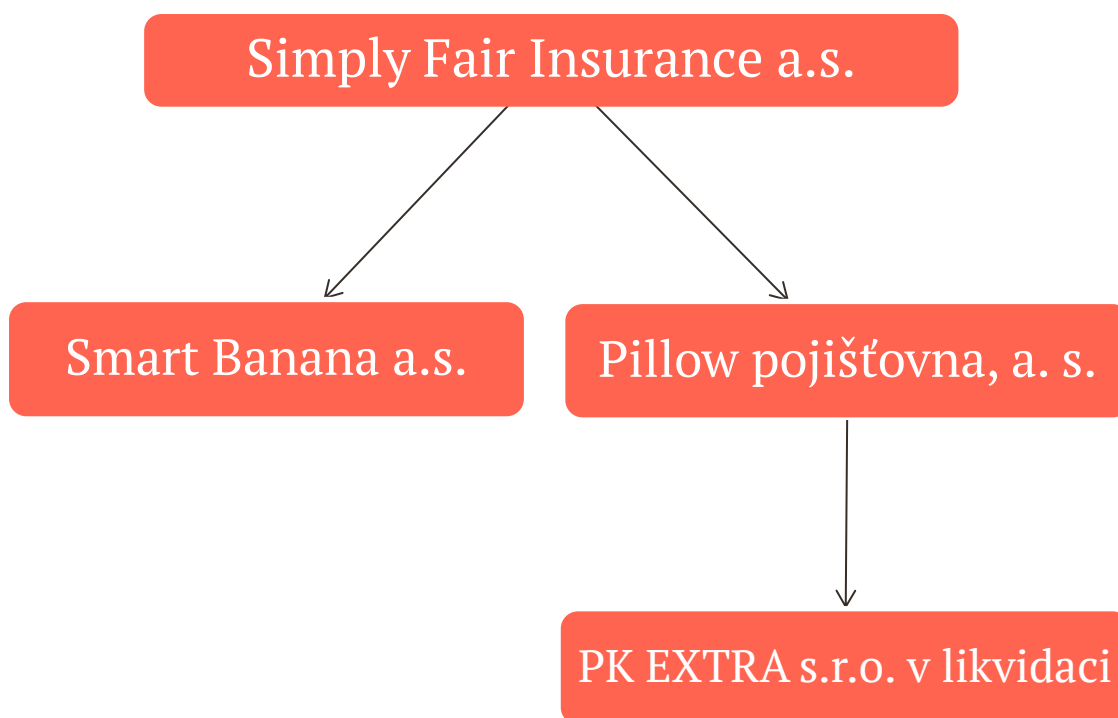 Simply Fair Insurance a.s.
Smart Banana a.s.
Pillow pojišťovna, a. s.
PK EXTRA s.r.o. v likvidaci